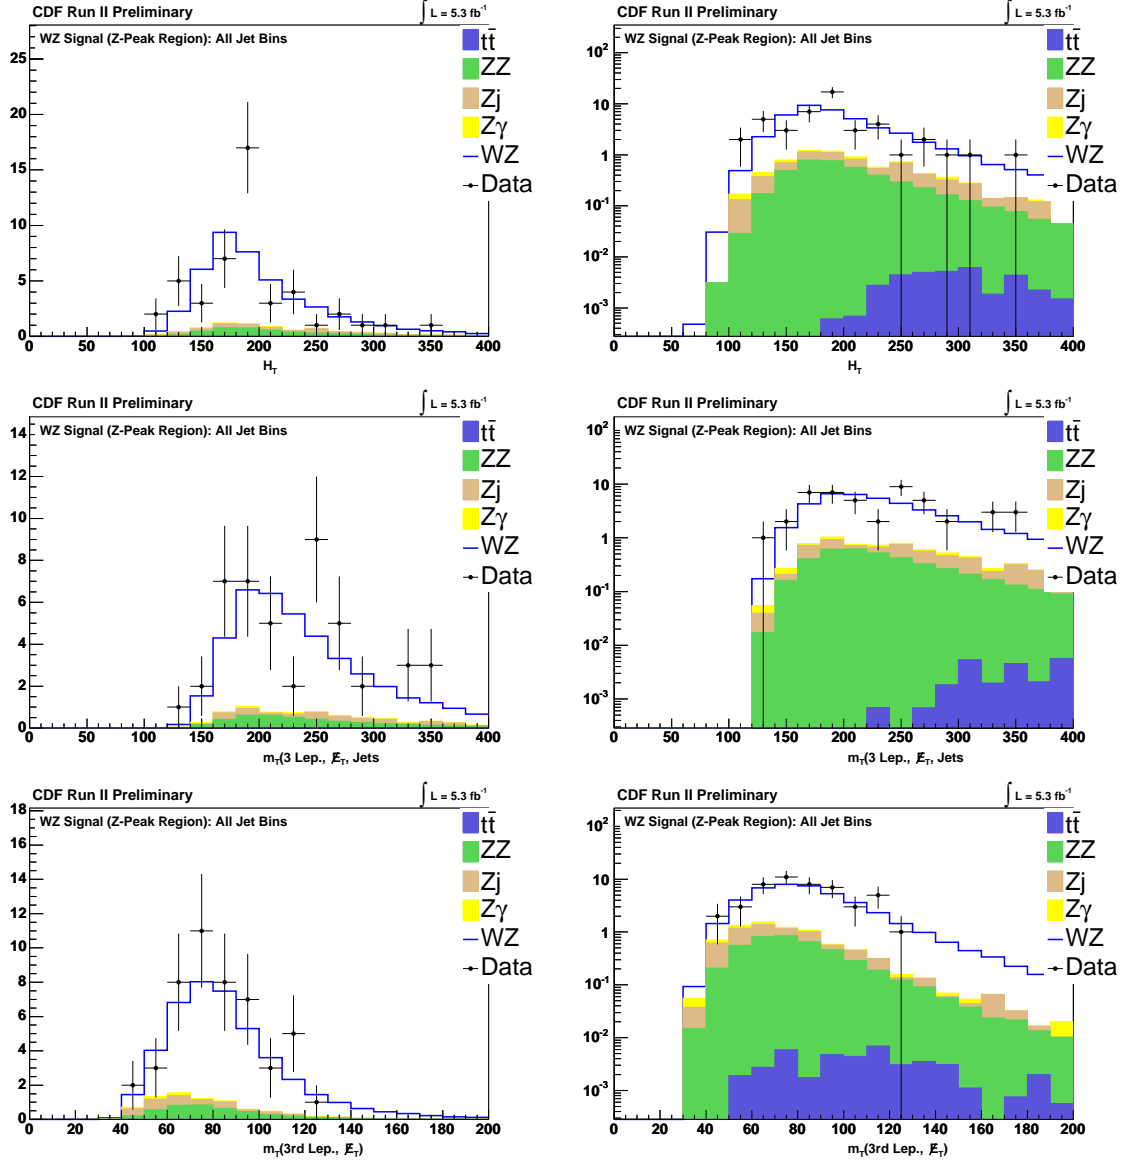 CDF Run II Preliminary
∫ L = 5.3 fb⁻¹
WZ Signal (Z-Peak Region): All Jet Bins
tt̄
ZZ
Zj
Zγ
WZ
Data
25
20
15
10
5
0
0 50 100 150 200 250 300 350 400
H_T
CDF Run II Preliminary
∫ L = 5.3 fb⁻¹
WZ Signal (Z-Peak Region): All Jet Bins
tt̄
ZZ
Zj
Zγ
WZ
Data
10²
10
1
10⁻¹
10⁻²
10⁻³
0 50 100 150 200 250 300 350 400
H_T
CDF Run II Preliminary
∫ L = 5.3 fb⁻¹
WZ Signal (Z-Peak Region): All Jet Bins
tt̄
ZZ
Zj
Zγ
WZ
Data
14
12
10
8
6
4
2
0
0 50 100 150 200 250 300 350 400
m_T(3 Lep., E̸_T, Jets
CDF Run II Preliminary
∫ L = 5.3 fb⁻¹
WZ Signal (Z-Peak Region): All Jet Bins
tt̄
ZZ
Zj
Zγ
WZ
Data
10²
10
1
10⁻¹
10⁻²
10⁻³
0 50 100 150 200 250 300 350 400
m_T(3 Lep., E̸_T, Jets
CDF Run II Preliminary
∫ L = 5.3 fb⁻¹
WZ Signal (Z-Peak Region): All Jet Bins
tt̄
ZZ
Zj
Zγ
WZ
Data
18
16
14
12
10
8
6
4
2
0
0 20 40 60 80 100 120 140 160 180 200
m_T(3rd Lep., E̸_T)
CDF Run II Preliminary
∫ L = 5.3 fb⁻¹
WZ Signal (Z-Peak Region): All Jet Bins
tt̄
ZZ
Zj
Zγ
WZ
Data
10²
10
1
10⁻¹
10⁻²
10⁻³
0 20 40 60 80 100 120 140 160 180 200
m_T(3rd Lep., E̸_T)